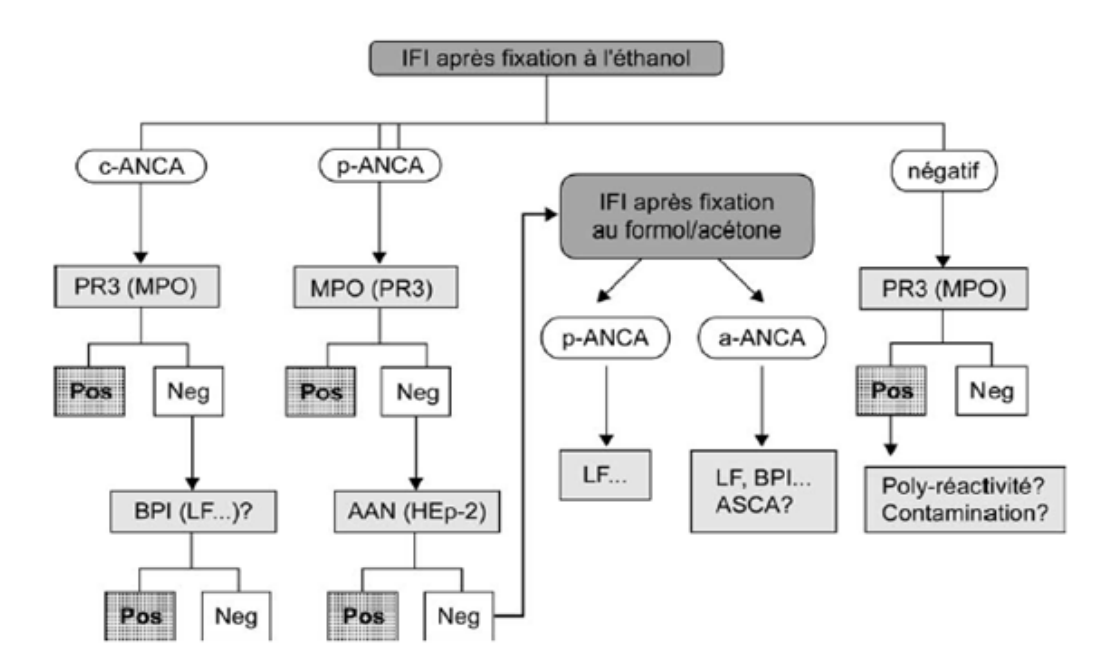 IFI après fixation à l'éthanol
c-ANCA
p-ANCA
négatif
IFI après fixation
au formol/acétone
PR3 (MPO)
MPO (PR3)
PR3 (MPO)
p-ANCA
a-ANCA
Pos
Neg
Pos
Neg
Pos
Neg
LF...
LF, BPI...
ASCA?
Poly-réactivité?
Contamination?
BPI (LF...)?
AAN (HEp-2)
Pos
Neg
Pos
Neg